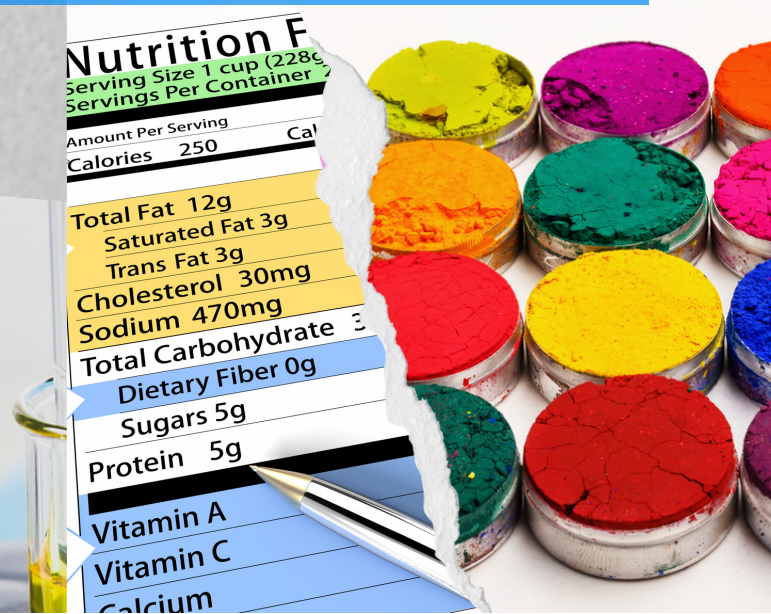 Nutrition F
Serving Size 1 cup (228g
Servings Per Container
Amount Per Serving
Calories 250 Cal
Total Fat 12g
Saturated Fat 3g
Trans Fat 3g
Cholesterol 30mg
Sodium 470mg
Total Carbohydrate 3
Dietary Fiber 0g
Sugars 5g
Protein 5g
Vitamin A
Vitamin C
Calcium